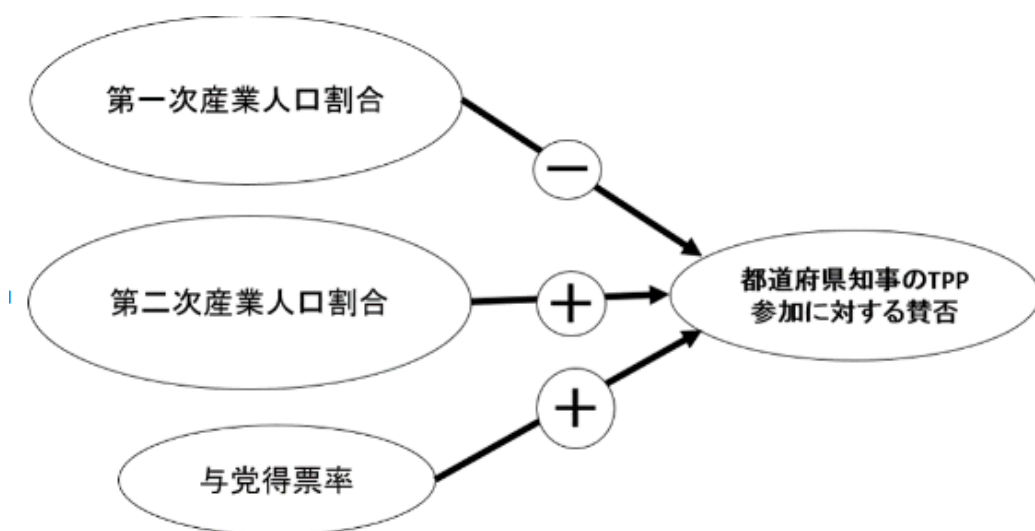 第一次産業人口割合
−
第二次産業人口割合
+
都道府県知事のTPP
参加に対する賛否
与党得票率
+